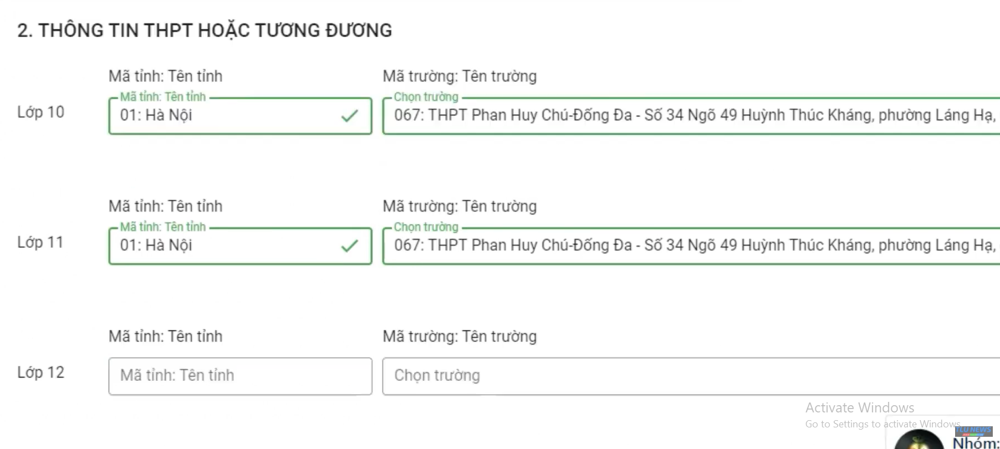 2. THÔNG TIN THPT HOẶC TƯƠNG ĐƯƠNG
Mã tỉnh: Tên tỉnh Mã trường: Tên trường
Mã tỉnh: Tên tỉnh Chọn trường
Lớp 10 01: Hà Nội 067: THPT Phan Huy Chú-Đống Đa - Số 34 Ngõ 49 Huỳnh Thúc Kháng, phường Láng Hạ,
Mã tỉnh: Tên tỉnh Mã trường: Tên trường
Mã tỉnh: Tên tỉnh Chọn trường
Lớp 11 01: Hà Nội 067: THPT Phan Huy Chú-Đống Đa - Số 34 Ngõ 49 Huỳnh Thúc Kháng, phường Láng Hạ,
Mã tỉnh: Tên tỉnh Mã trường: Tên trường
Lớp 12 Mã tỉnh: Tên tỉnh Chọn trường
Activate Windows
Go to Settings to activate Windows.
TLU NEWS
Nhóm: